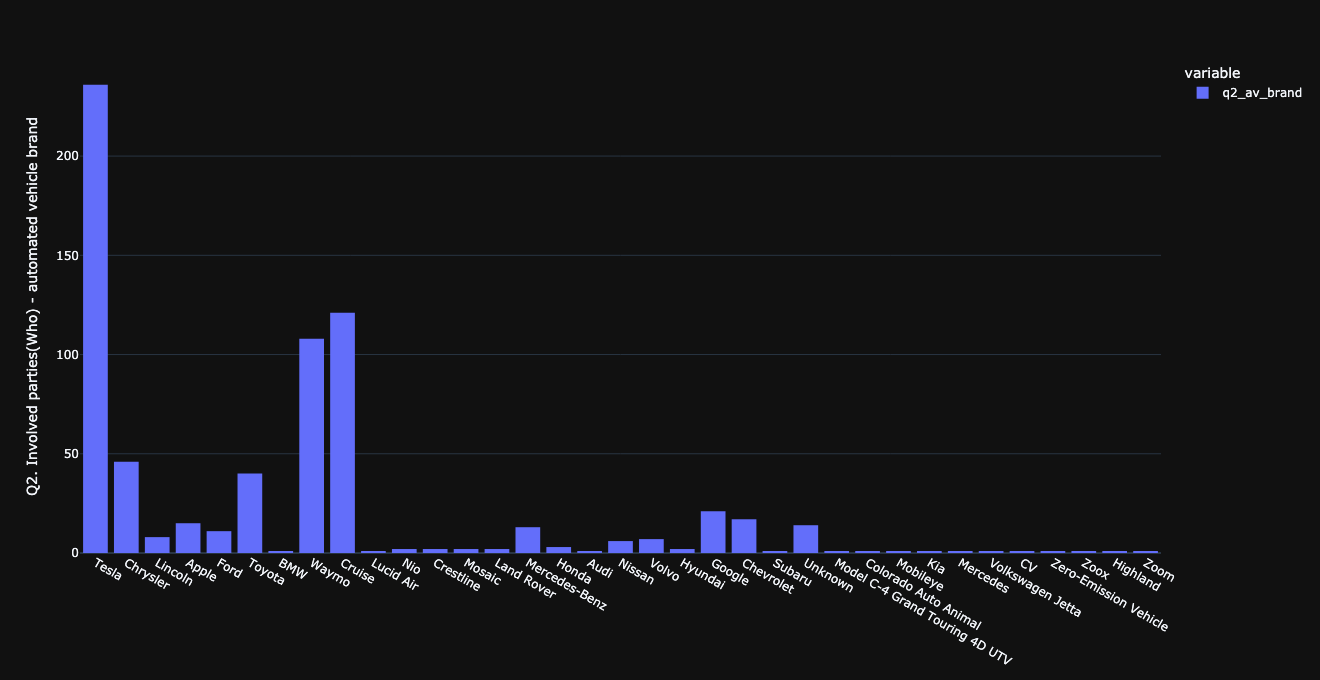 variable
q2_av_brand
Q2. Involved parties(Who) - automated vehicle brand
200
150
100
50
0
Tesla
Chrysler
Lincoln
Apple
Ford
Toyota
BMW
Waymo
Cruise
Lucid Air
Nio
Crestline
Mosaic
Land Rover
Mercedes-Benz
Honda
Audi
Nissan
Volvo
Hyundai
Google
Chevrolet
Subaru
Unknown
Model C-4 Grand Touring 4D UTV
Colorado Auto Animal
Mobileye
Kia
Mercedes
Volkswagen Jetta
CV
Zero-Emission Vehicle
Zoox
Highland
Zoom